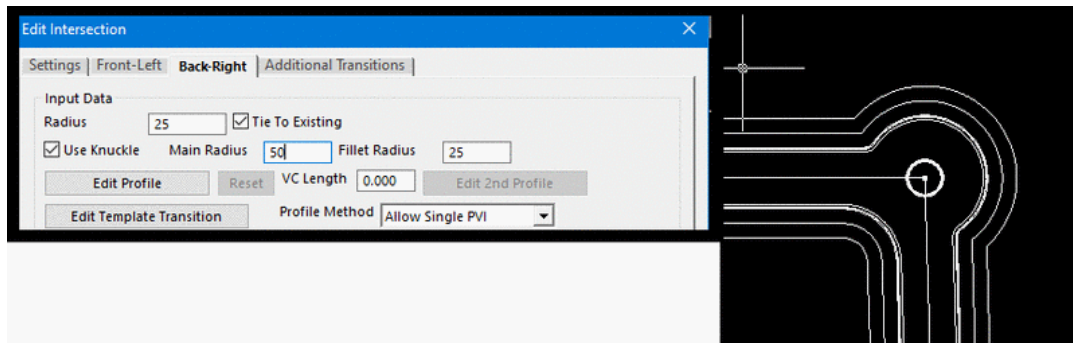 Edit Intersection
Settings Front-Left Back-Right Additional Transitions
Input Data
Radius 25 Tie To Existing
Use Knuckle Main Radius 50 Fillet Radius 25
Edit Profile Reset VC Length 0.000 Edit 2nd Profile
Edit Template Transition Profile Method Allow Single PVI